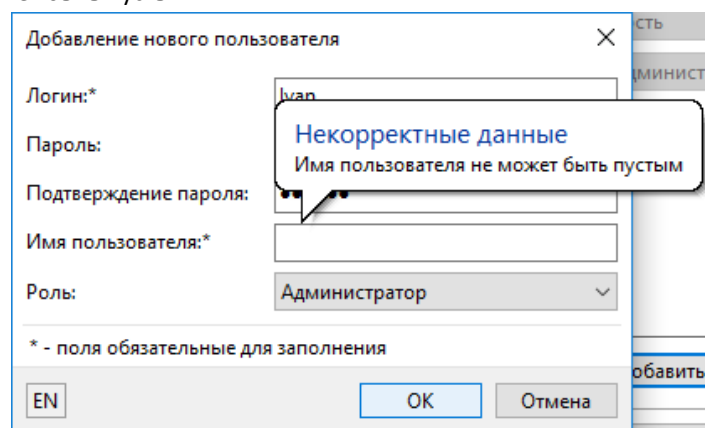 Добавление нового пользователя
Логин:*
Ivan
Некорректные данные
Имя пользователя не может быть пустым
Пароль:
Подтверждение пароля:
Имя пользователя:*
Роль:
Администратор
* - поля обязательные для заполнения
EN
OK
Отмена